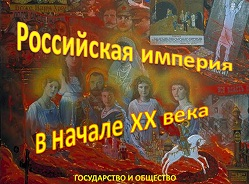 Российская империя
в начале XX века
ГОСУДАРСТВО И ОБЩЕСТВО